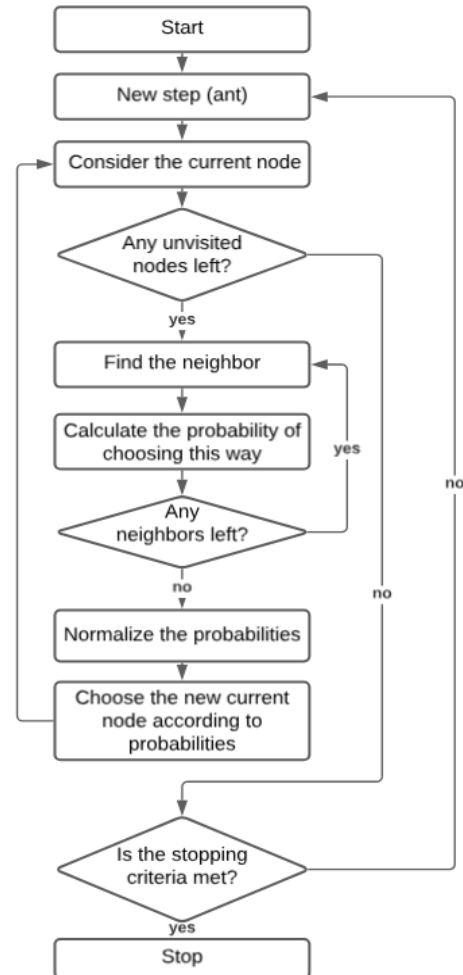 Start
New step (ant)
Consider the current node
Any unvisited
nodes left?
yes
Find the neighbor
Calculate the probability of
choosing this way
yes
no
Any
neighbors left?
no
no
Normalize the probabilities
Choose the new current
node according to
probabilities
Is the stopping
criteria met?
yes
Stop